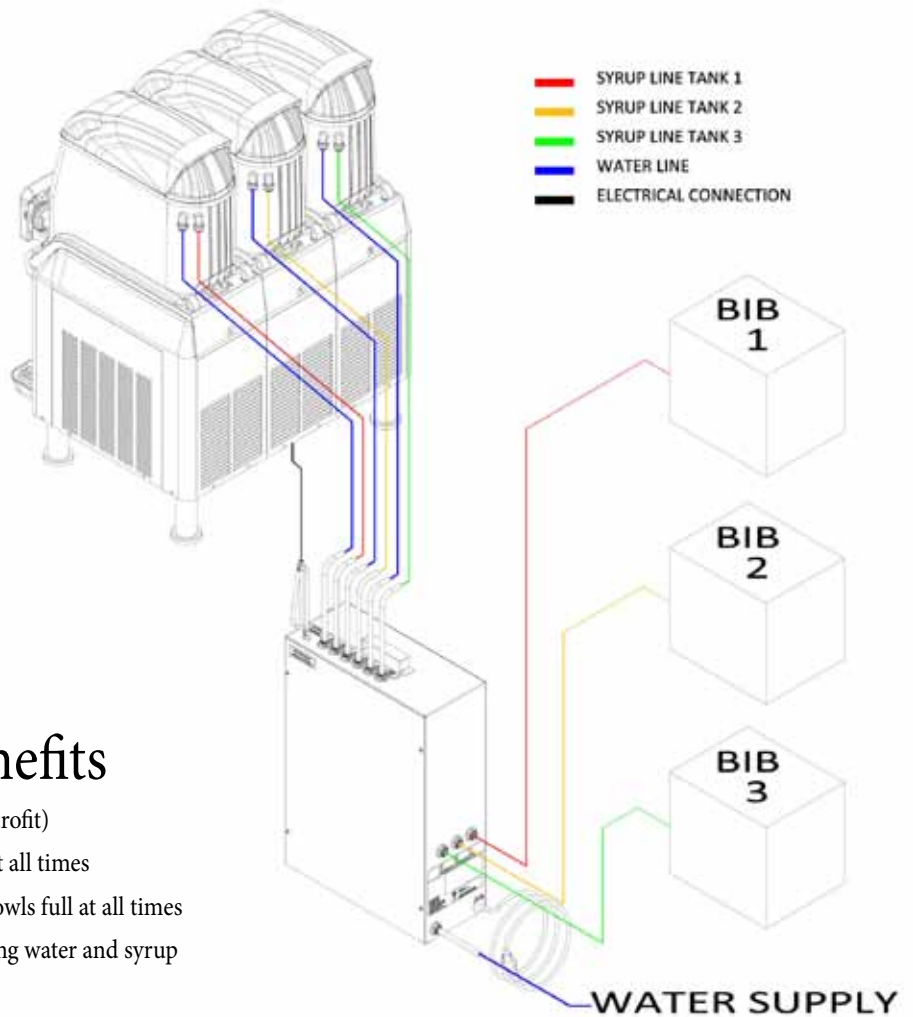 SYRUP LINE TANK 1
SYRUP LINE TANK 2
SYRUP LINE TANK 3
WATER LINE
ELECTRICAL CONNECTION
BIB
1
BIB
2
BIB
3
nefits
rofit)
t all times
owls full at all times
ng water and syrup
WATER SUPPLY